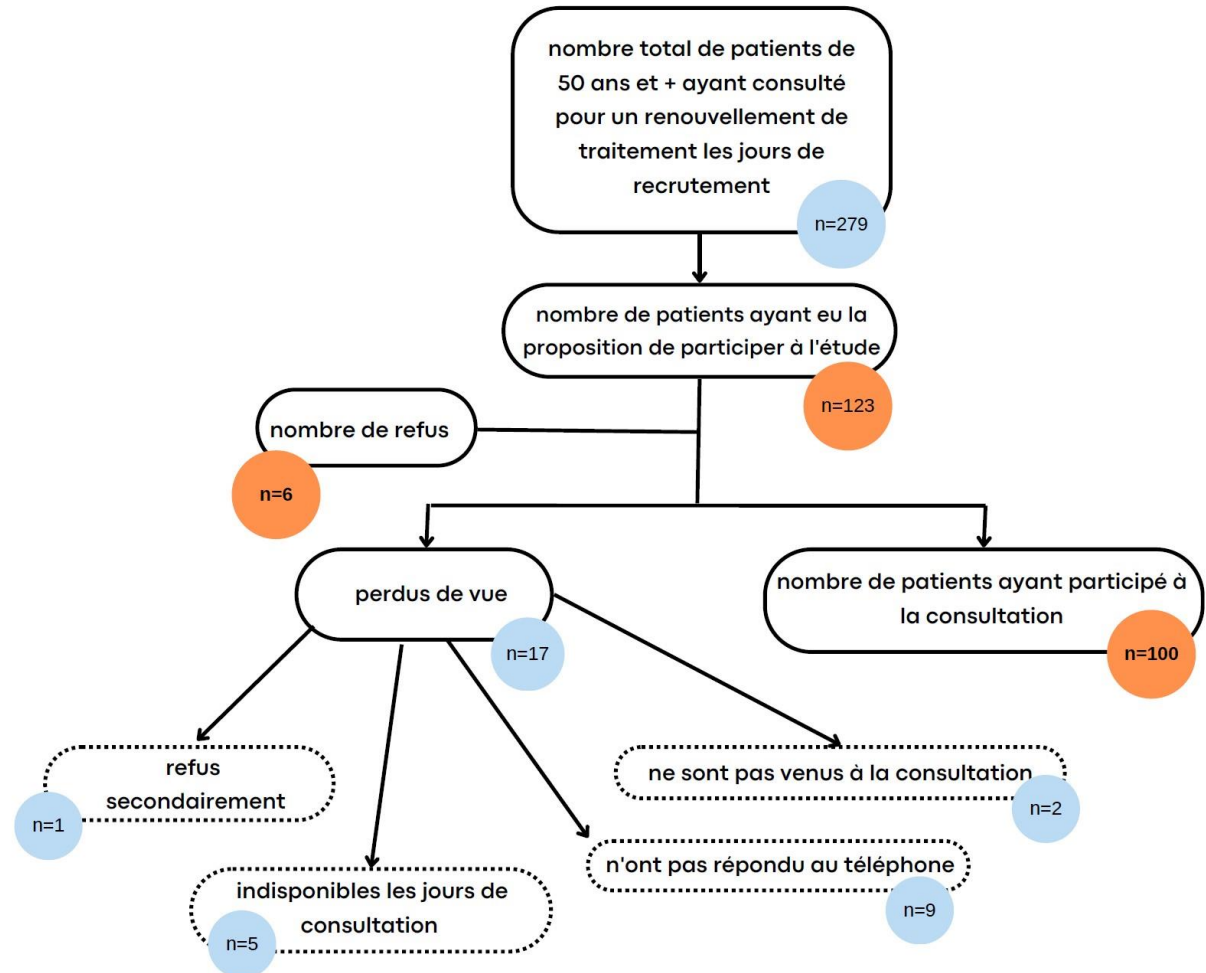 nombre total de patients de
50 ans et + ayant consulté
pour un renouvellement de
traitement les jours de
recrutement
n=279
nombre de patients ayant eu la
proposition de participer à l'étude
n=123
nombre de refus
n=6
perdus de vue
n=17
nombre de patients ayant participé à
la consultation
n=100
refus
secondairement
n=1
ne sont pas venus à la consultation
n=2
n'ont pas répondu au téléphone
n=9
indisponibles les jours de
consultation
n=5